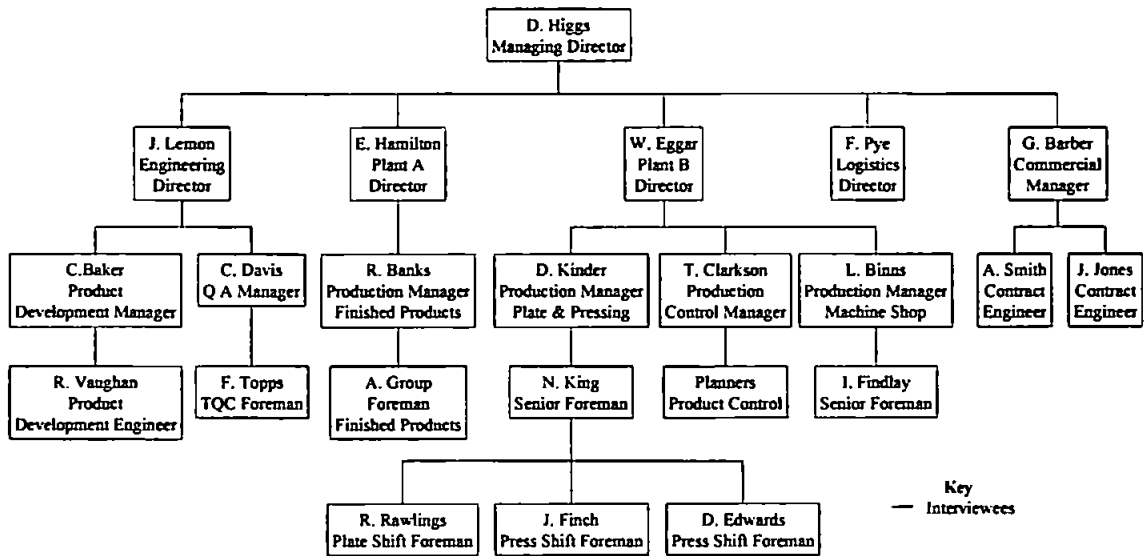 D. Higgs
Managing Director
J. Lemon
Engineering
Director
E. Hamilton
Plant A
Director
W. Eggar
Plant B
Director
F. Pye
Logistics
Director
G. Barber
Commercial
Manager
C.Baker
Product
Development Manager
C. Davis
Q A Manager
R. Banks
Production Manager
Finished Products
D. Kinder
Production Manager
Plate & Pressing
T. Clarkson
Production
Control Manager
L. Binns
Production Manager
Machine Shop
A. Smith
Contract
Engineer
J. Jones
Contract
Engineer
R. Vaughan
Product
Development Engineer
F. Topps
TQC Foreman
A. Group
Foreman
Finished Products
N. King
Senior Foreman
Planners
Product Control
I. Findlay
Senior Foreman
R. Rawlings
Plate Shift Foreman
J. Finch
Press Shift Foreman
D. Edwards
Press Shift Foreman
Key
— Interviewees